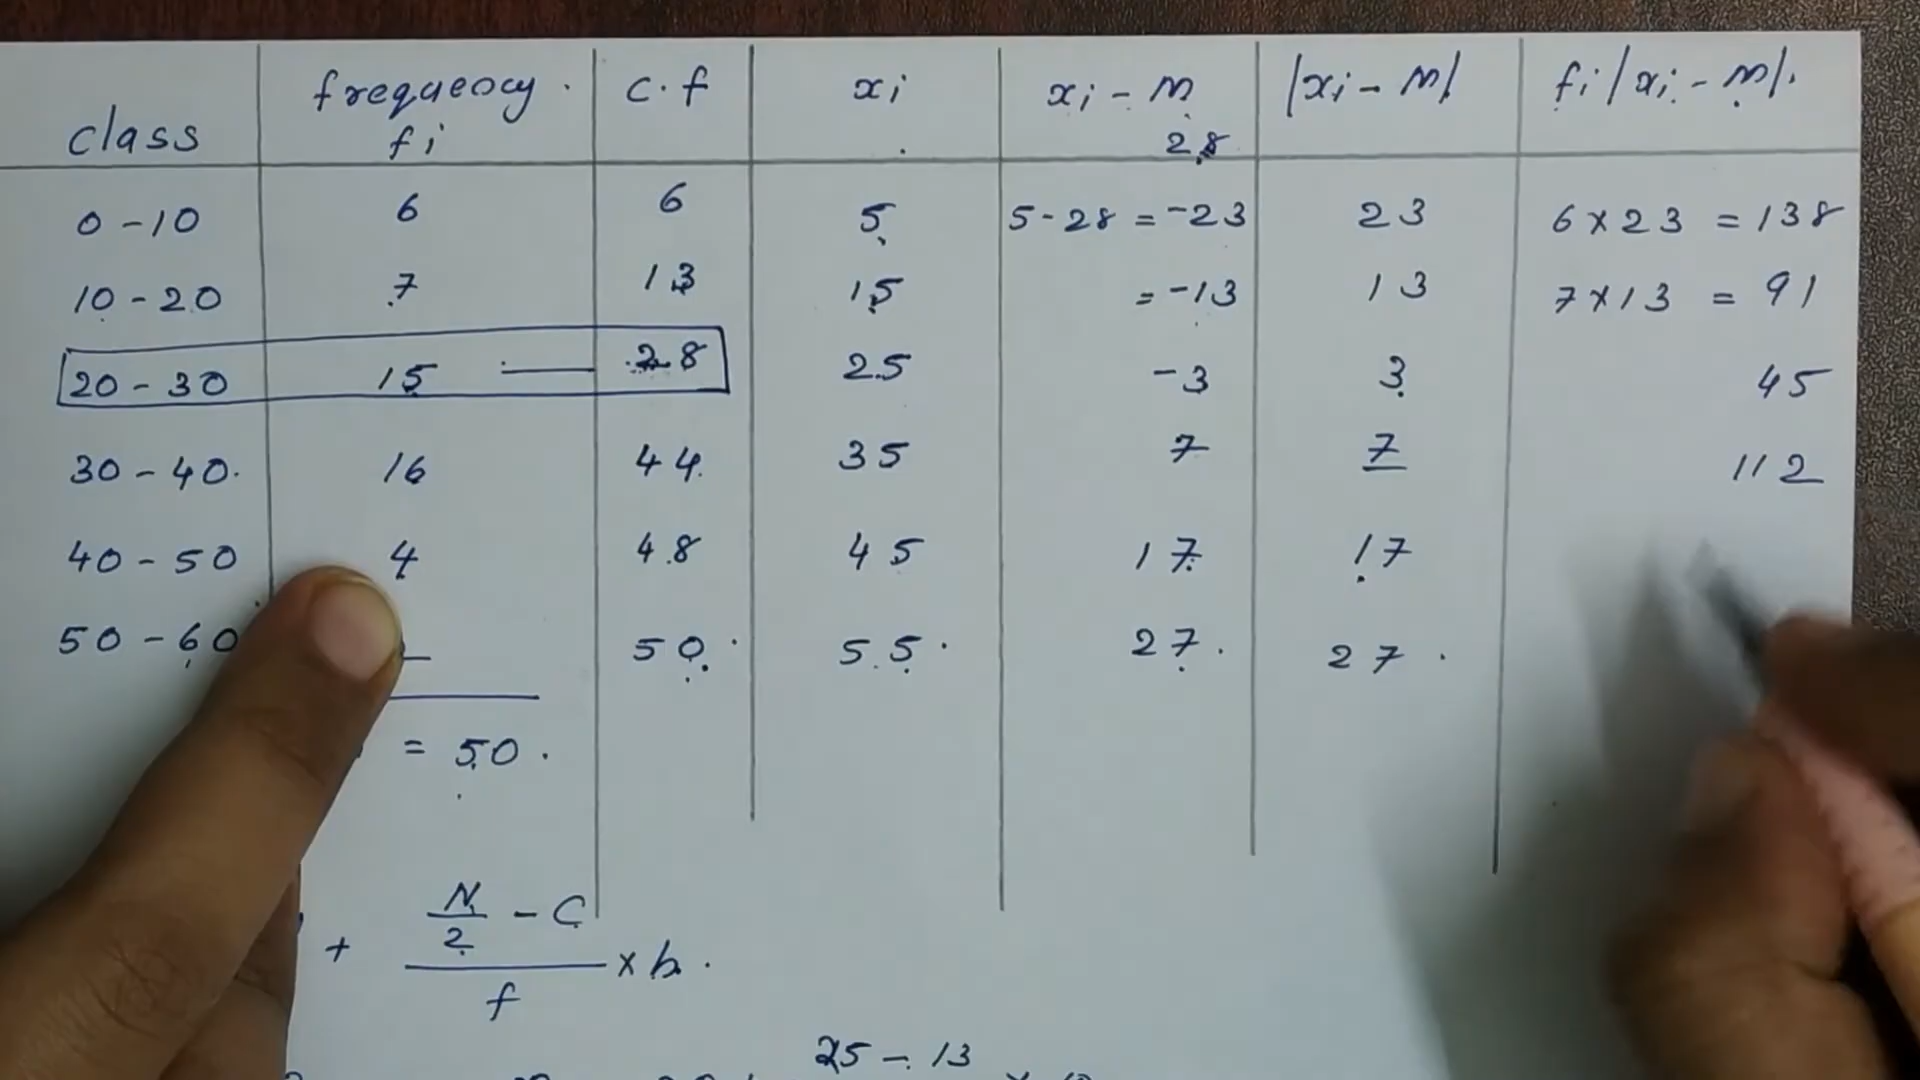 class frequency fi c.f xi xi - M 28 |xi - M| fi |xi - M|.
0 - 10 6 6 5 5 - 28 = -23 23 6 x 23 = 138
10 - 20 7 13 15 = -13 13 7 x 13 = 91
20 - 30 15 28 25 -3 3 45
30 - 40. 16 44. 35 7 7 112
40 - 50 4 48 45 17 17
50 - 60 50. 55. 27. 27.
= 50.
+ N/2 - C / f x h.
25 - 13